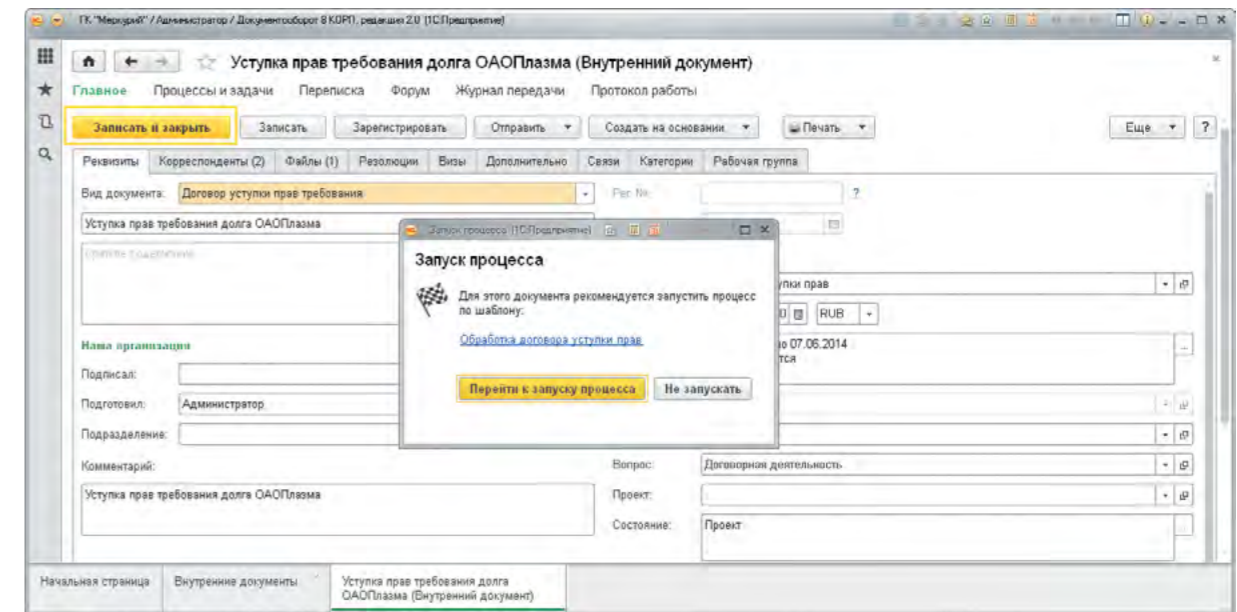 ГК "Меркурий" / Администратор / Документооборот 8 КОРП, редакция 2.0 (1С:Предприятие)
Уступка прав требования долга ОАОПлазма (Внутренний документ)
Главное Процессы и задачи Переписка Форум Журнал передачи Протокол работы
Записать и закрыть Записать Зарегистрировать Отправить Создать на основании Печать Еще ?
Реквизиты Корреспонденты (2) Файлы (1) Резолюции Визы Дополнительно Связи Категории Рабочая группа
Вид документа: Договор уступки прав требования Рег. №: ?
Уступка прав требования долга ОАОПлазма
Запуск процесса (1С:Предприятие)
Запуск процесса
Для этого документа рекомендуется запустить процесс
по шаблону:
Обработка договора уступки прав
Перейти к запуску процесса Не запускать
упки прав
RUB
по 07.06.2014
тся
Наша организация
Подписал:
Подготовил: Администратор
Подразделение:
Комментарий: Вопрос: Договорная деятельность
Уступка прав требования долга ОАОПлазма Проект:
Состояние: Проект
Начальная страница Внутренние документы Уступка прав требования долга
ОАОПлазма (Внутренний документ)